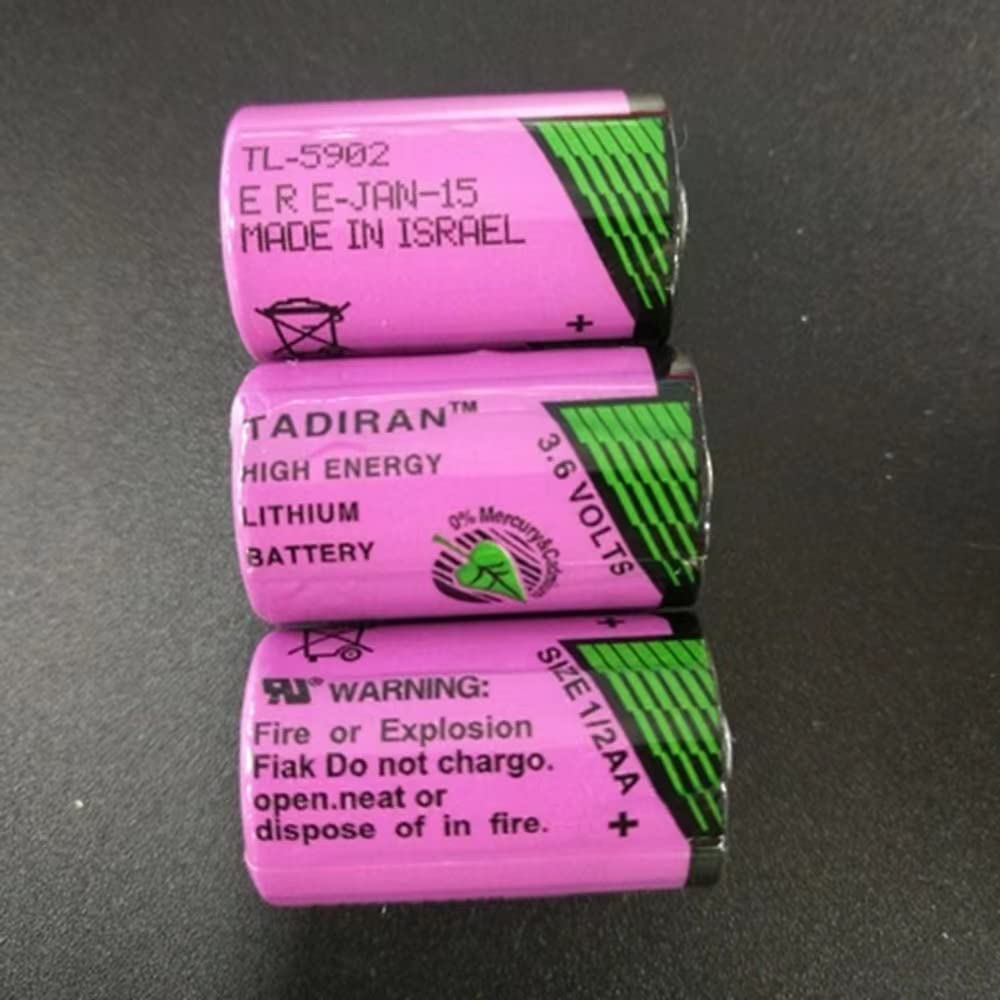 TL-5902
E R E-JAN-15
MADE IN ISRAEL
+
TADIRAN™
HIGH ENERGY
LITHIUM
BATTERY
0% Mercury&Cadmium
3.6 VOLTS
+
WARNING:
Fire or Explosion
Fiak Do not chargo.
open.neat or
dispose of in fire.
SIZE 1/2AA
+